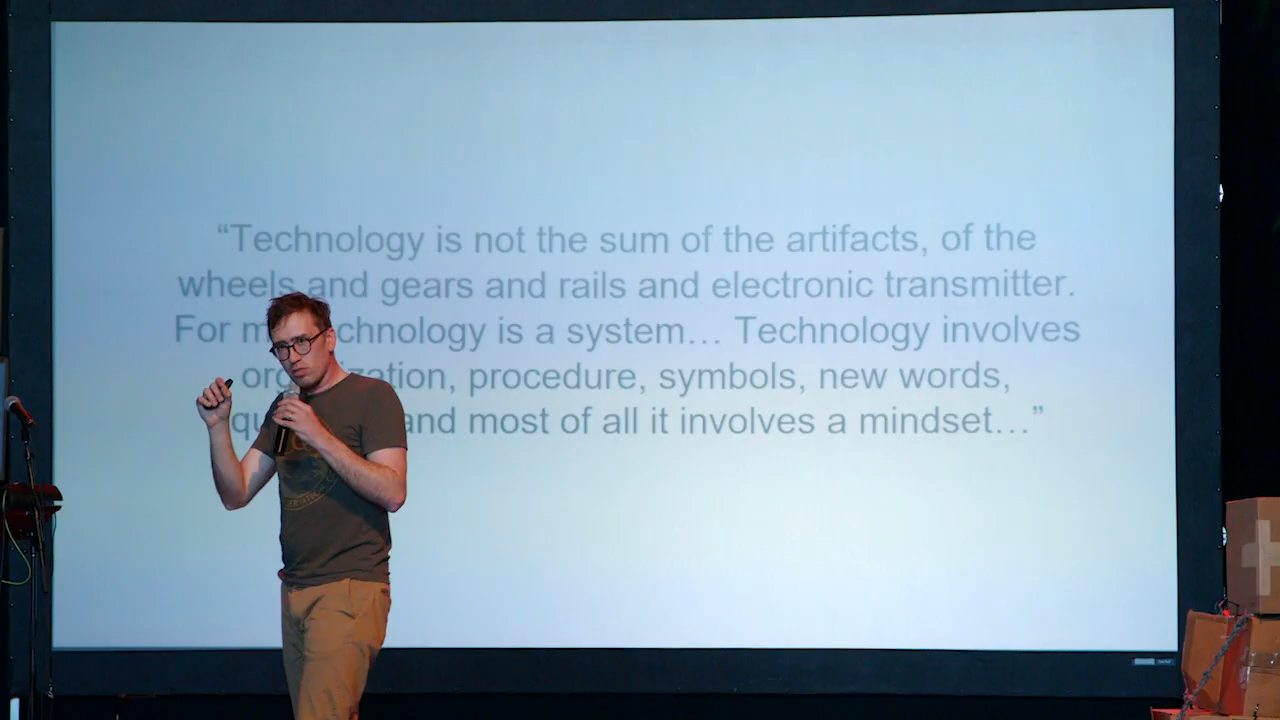 “Technology is not the sum of the artifacts, of the
wheels and gears and rails and electronic transmitter.
For technology is a system… Technology involves
procedure, symbols, new words,
and most of all it involves a mindset…”